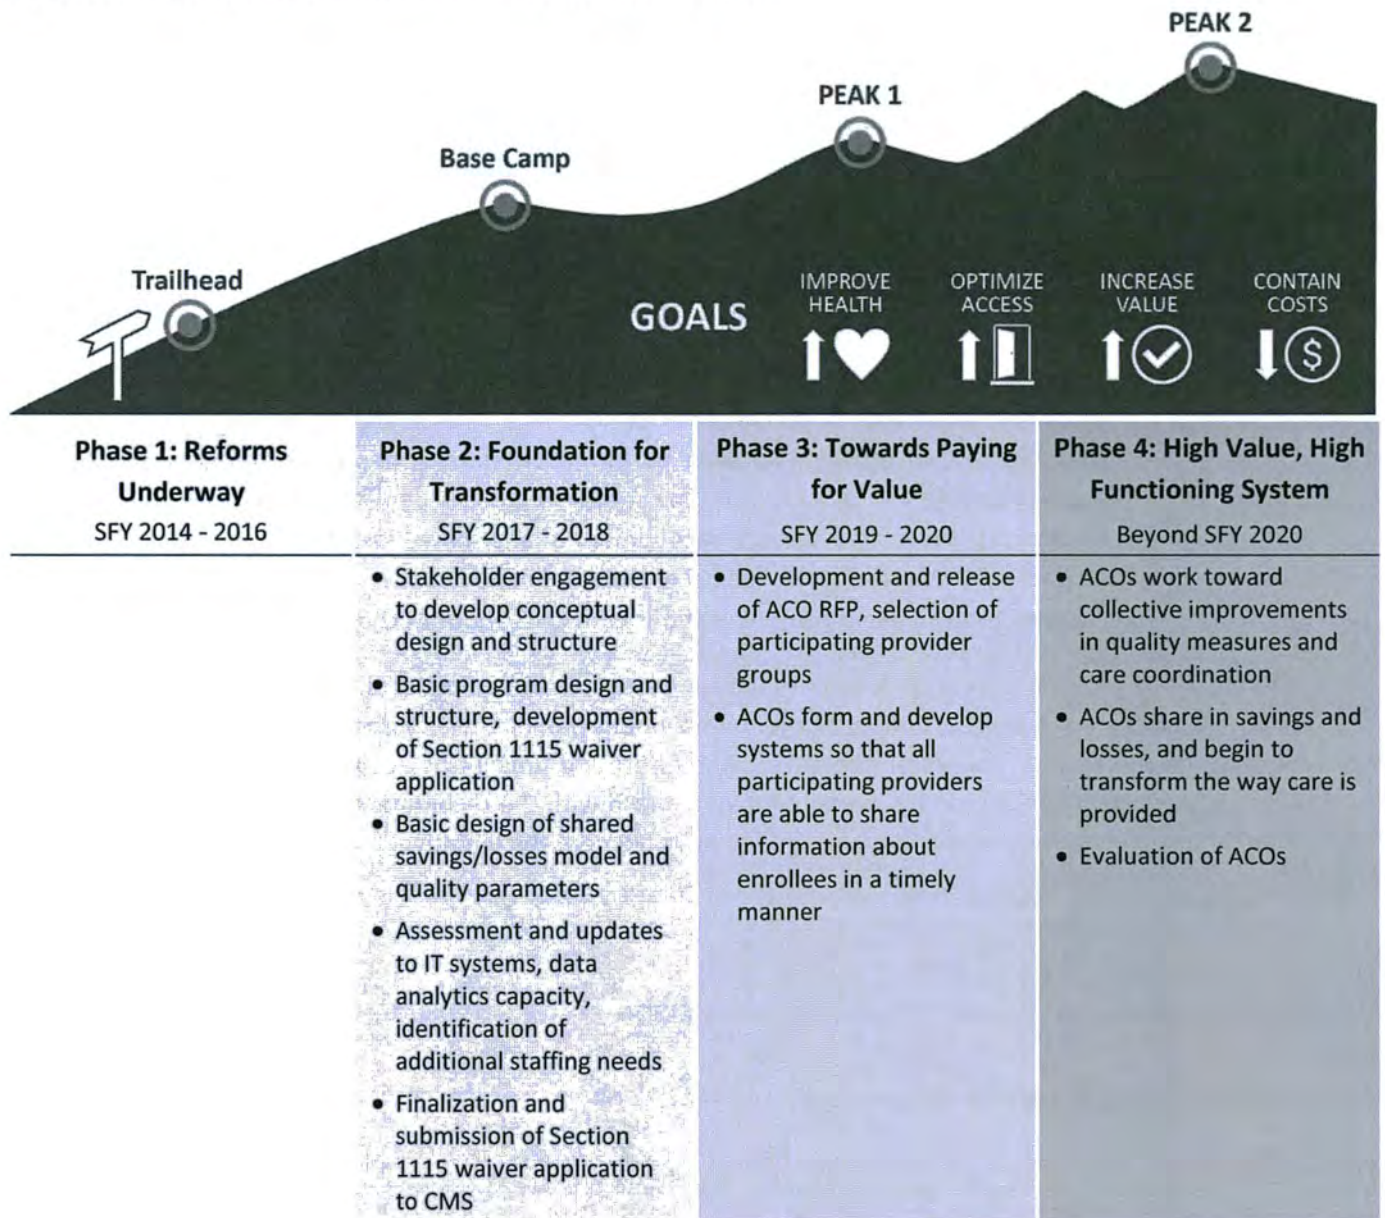 PEAK 2
PEAK 1
Base Camp
Trailhead
GOALS
IMPROVE
HEALTH
OPTIMIZE
ACCESS
INCREASE
VALUE
CONTAIN
COSTS
$
Phase 1: Reforms
Underway
SFY 2014 - 2016
Phase 2: Foundation for
Transformation
SFY 2017 - 2018
• Stakeholder engagement
to develop conceptual
design and structure
• Basic program design and
structure, development
of Section 1115 waiver
application
• Basic design of shared
savings/losses model and
quality parameters
• Assessment and updates
to IT systems, data
analytics capacity,
identification of
additional staffing needs
• Finalization and
submission of Section
1115 waiver application
to CMS
Phase 3: Towards Paying
for Value
SFY 2019 - 2020
• Development and release
of ACO RFP, selection of
participating provider
groups
• ACOs form and develop
systems so that all
participating providers
are able to share
information about
enrollees in a timely
manner
Phase 4: High Value, High
Functioning System
Beyond SFY 2020
• ACOs work toward
collective improvements
in quality measures and
care coordination
• ACOs share in savings and
losses, and begin to
transform the way care is
provided
• Evaluation of ACOs